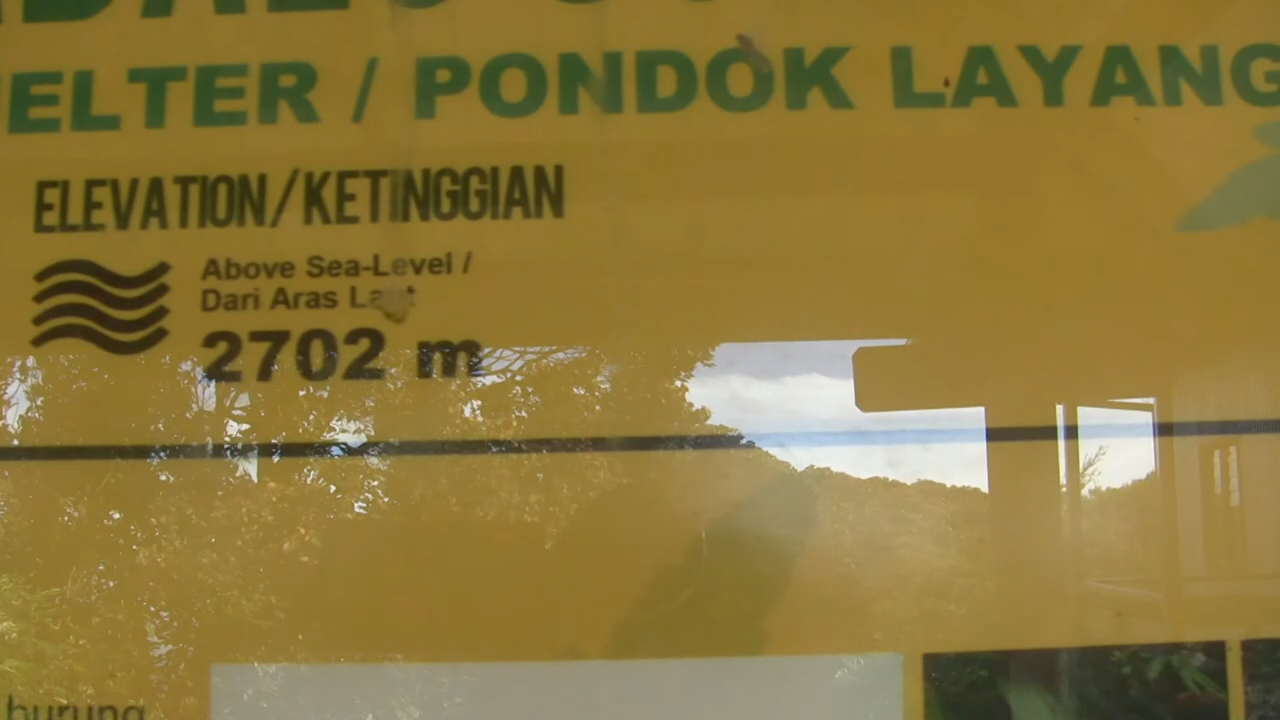 ELTER / PONDOK LAYANG
ELEVATION/KETINGGIAN
Above Sea-Level /
Dari Aras Laut
2702 m
burung